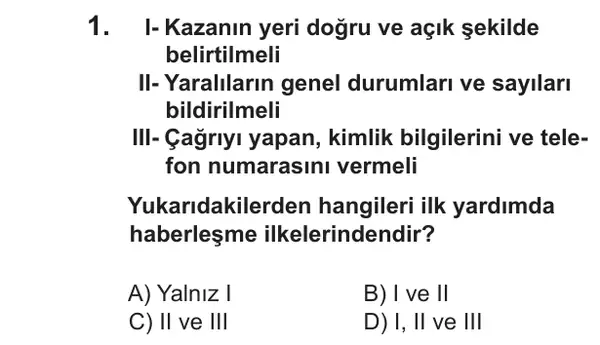 1. I- Kazanın yeri doğru ve açık şekilde
belirtilmeli
II- Yaralıların genel durumları ve sayıları
bildirilmeli
III- Çağrıyı yapan, kimlik bilgilerini ve tele-
fon numarasını vermeli
Yukarıdakilerden hangileri ilk yardımda
haberleşme ilkelerindendir?
A) Yalnız I B) I ve II
C) II ve III D) I, II ve III